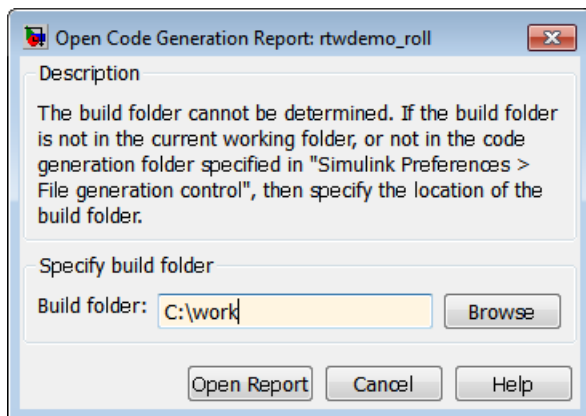 Open Code Generation Report: rtwdemo_roll
Description
The build folder cannot be determined. If the build folder
is not in the current working folder, or not in the code
generation folder specified in "Simulink Preferences >
File generation control", then specify the location of the
build folder.
Specify build folder
Build folder: C:\work Browse
Open Report Cancel Help